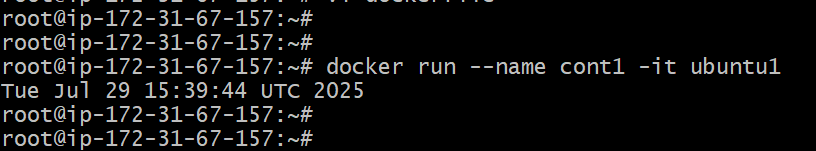 root@ip-172-31-67-157:~#
root@ip-172-31-67-157:~#
root@ip-172-31-67-157:~# docker run --name cont1 -it ubuntu1
Tue Jul 29 15:39:44 UTC 2025
root@ip-172-31-67-157:~#
root@ip-172-31-67-157:~#